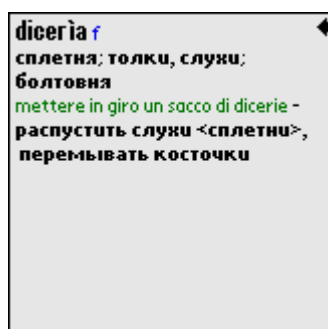 dicerìa f
сплетня; толки, слухи;
болтовня
mettere in giro un sacco di dicerie -
распустить слухи <сплетни>,
перемывать косточки